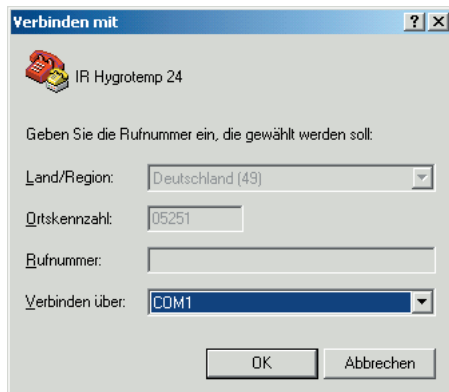 Verbinden mit
IR Hygrotemp 24
Geben Sie die Rufnummer ein, die gewählt werden soll:
Land/Region: Deutschland (49)
Ortskennzahl: 05251
Rufnummer:
Verbinden über: COM1
OK Abbrechen